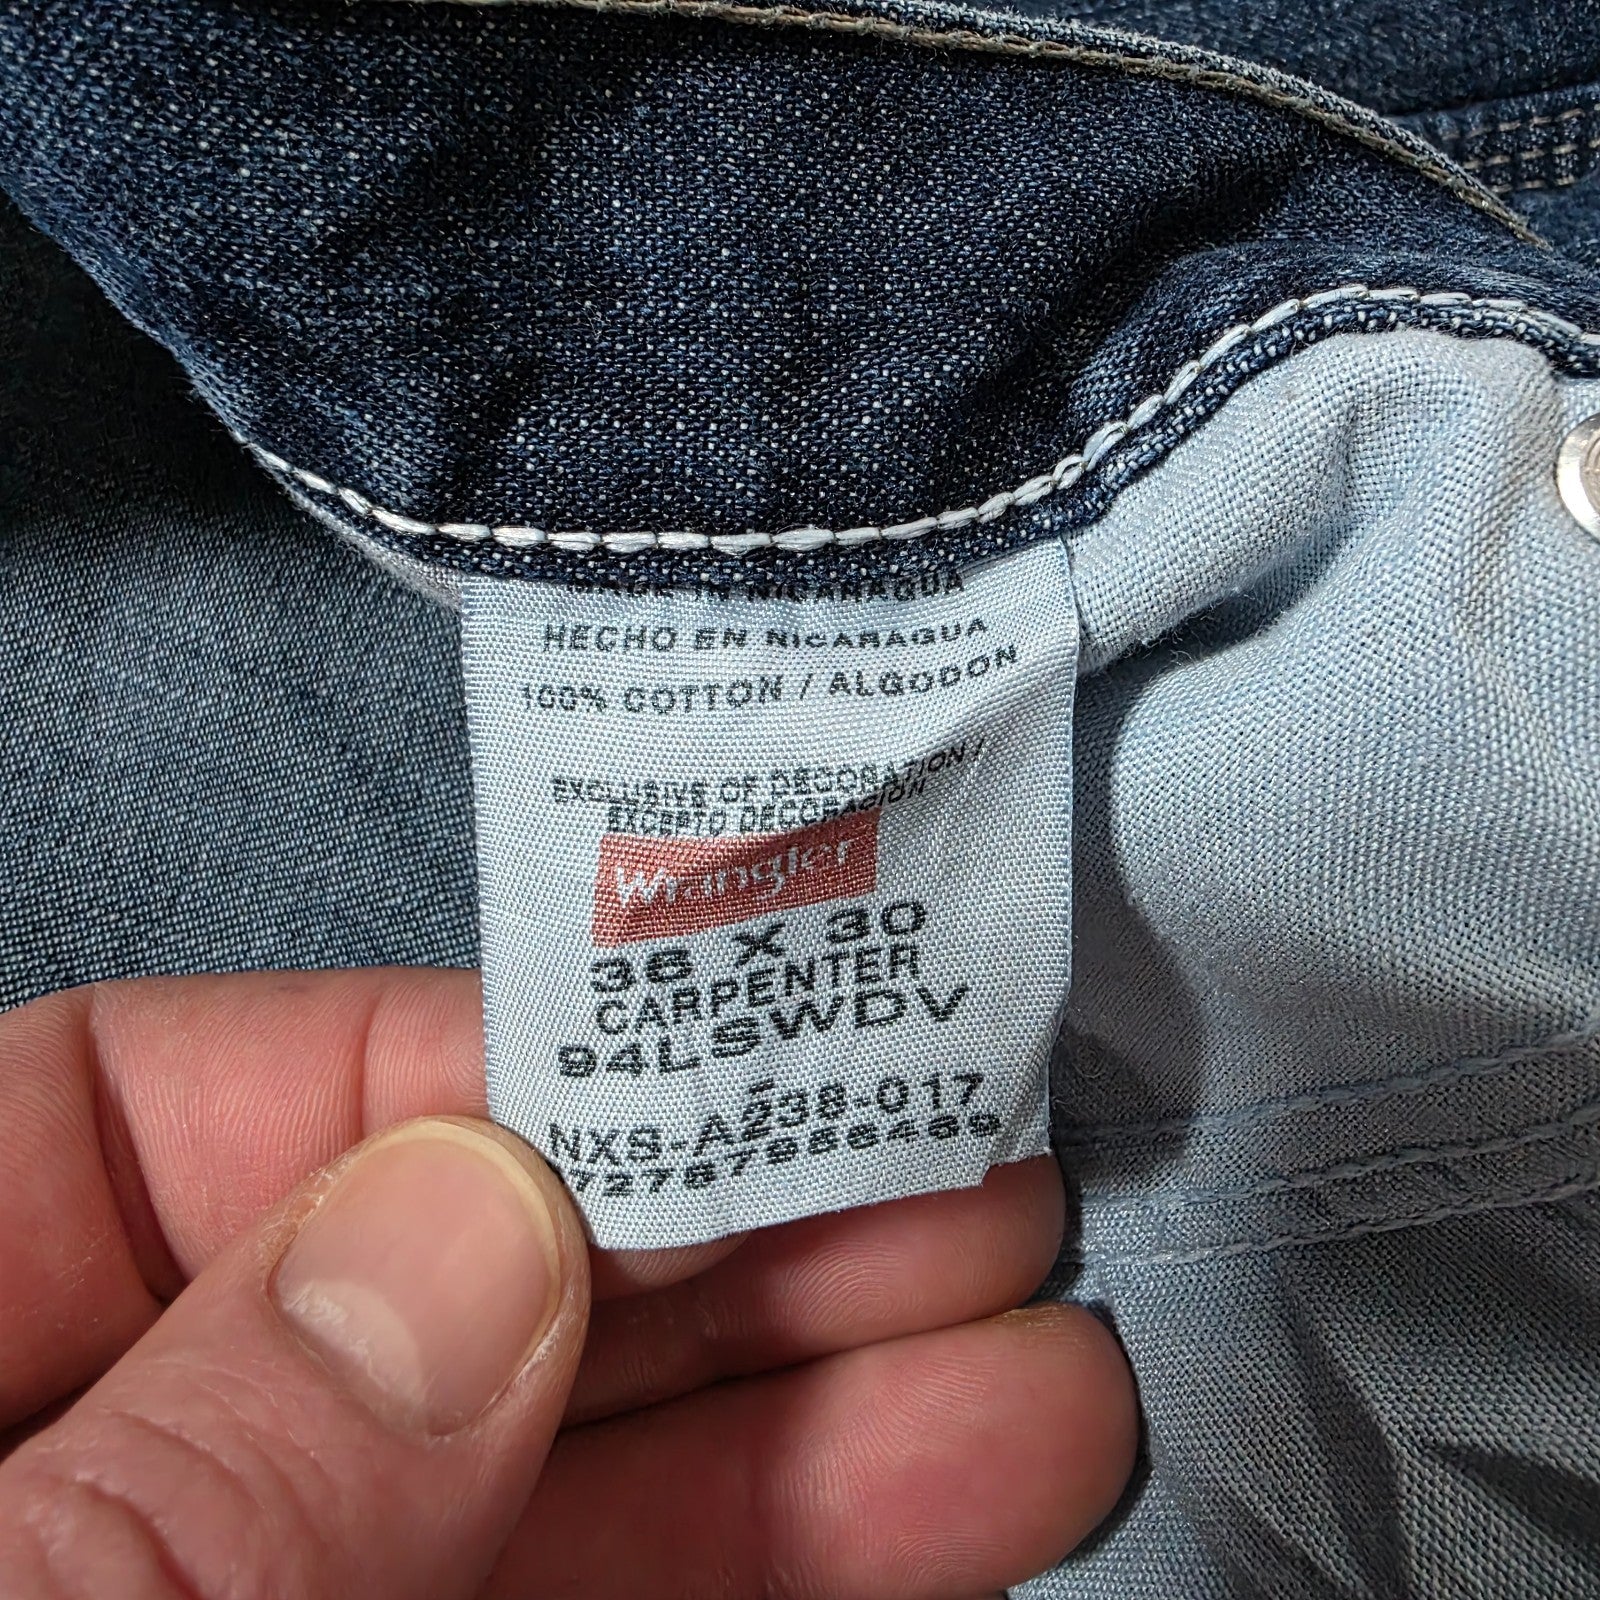 MADE IN NICARAGUA
HECHO EN NICARAGUA
100% COTTON / ALGODON
EXCLUSIVE OF DECORATION /
EXCEPTO DECORACION
Wrangler
36 X 30
CARPENTER
94LSWDV
NXS-A238-017